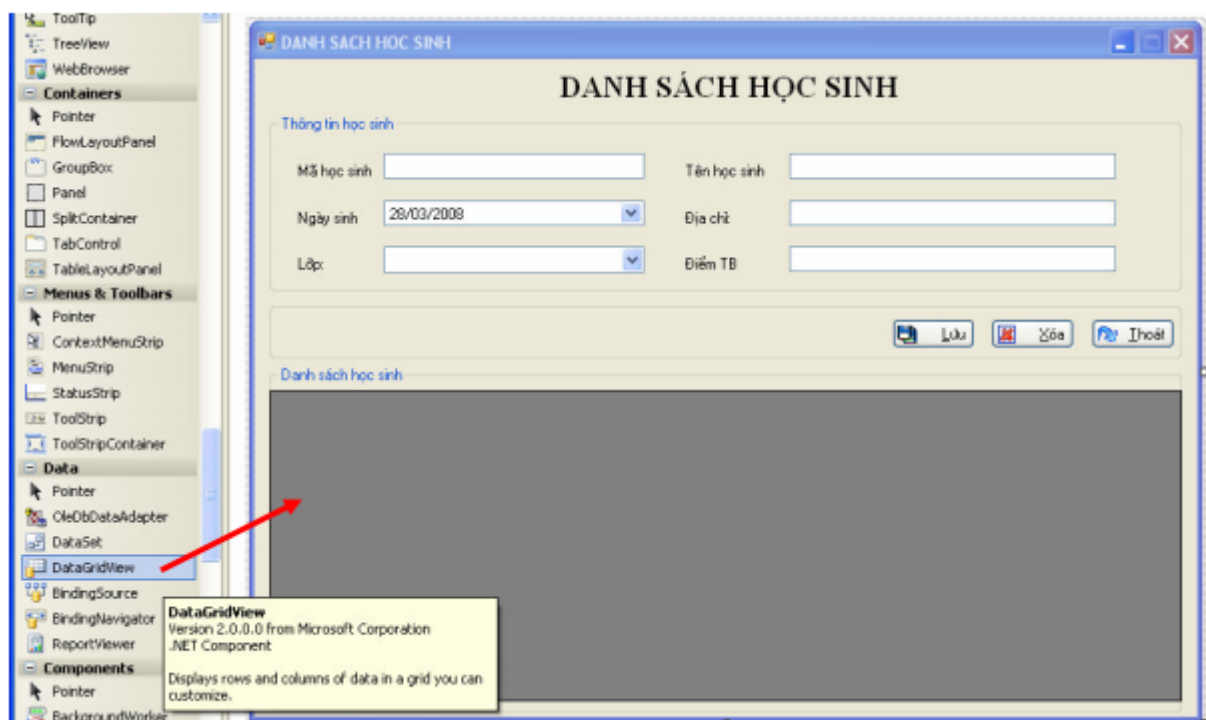 ToolTip
TreeView
WebBrowser
Containers
Pointer
FlowLayoutPanel
GroupBox
Panel
SplitContainer
TabControl
TableLayoutPanel
Menus & Toolbars
Pointer
ContextMenuStrip
MenuStrip
StatusStrip
ToolStrip
ToolStripContainer
Data
Pointer
OleDbDataAdapter
DataSet
DataGridView
BindingSource
BindingNavigator
ReportViewer
Components
Pointer
BackgroundWorker
DataGridView
Version 2.0.0.0 from Microsoft Corporation
.NET Component
Displays rows and columns of data in a grid you can
customize.
DANH SACH HOC SINH
DANH SÁCH HỌC SINH
Thông tin học sinh
Mã học sinh
Tên học sinh
Ngày sinh
28/03/2008
Địa chỉ:
Lớp:
Điểm TB
Lưu
Xóa
Thoát
Danh sách học sinh